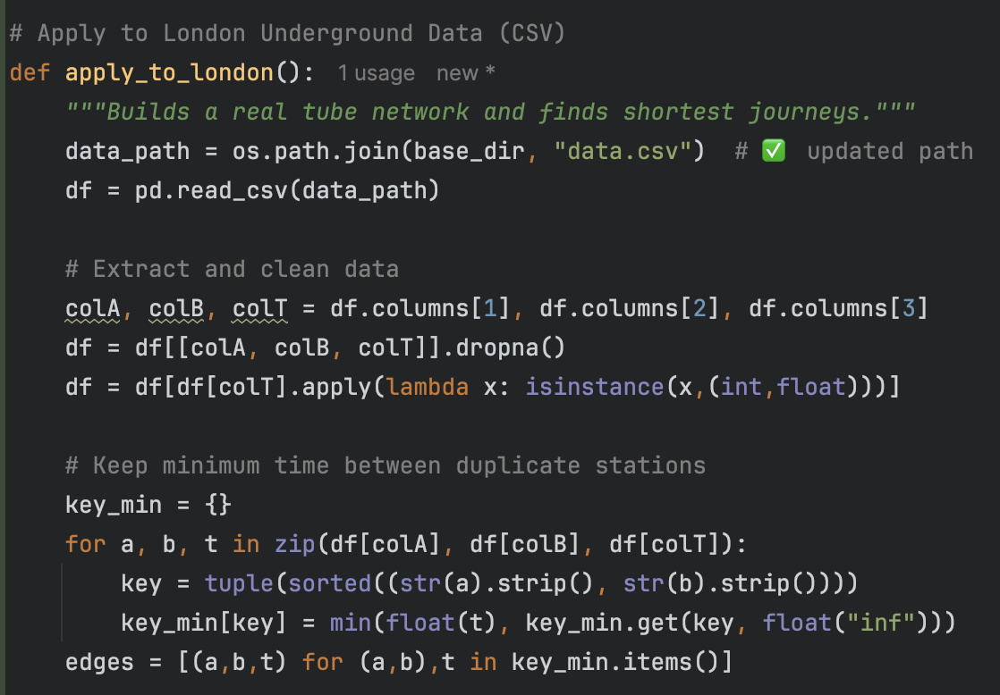 # Apply to London Underground Data (CSV)
def apply_to_london():  1 usage  new *
    """Builds a real tube network and finds shortest journeys."""
    data_path = os.path.join(base_dir, "data.csv")  # ✅ updated path
    df = pd.read_csv(data_path)

    # Extract and clean data
    colA, colB, colT = df.columns[1], df.columns[2], df.columns[3]
    df = df[[colA, colB, colT]].dropna()
    df = df[df[colT].apply(lambda x: isinstance(x,(int,float)))]

    # Keep minimum time between duplicate stations
    key_min = {}
    for a, b, t in zip(df[colA], df[colB], df[colT]):
        key = tuple(sorted((str(a).strip(), str(b).strip())))
        key_min[key] = min(float(t), key_min.get(key, float("inf")))
    edges = [(a,b,t) for (a,b),t in key_min.items()]